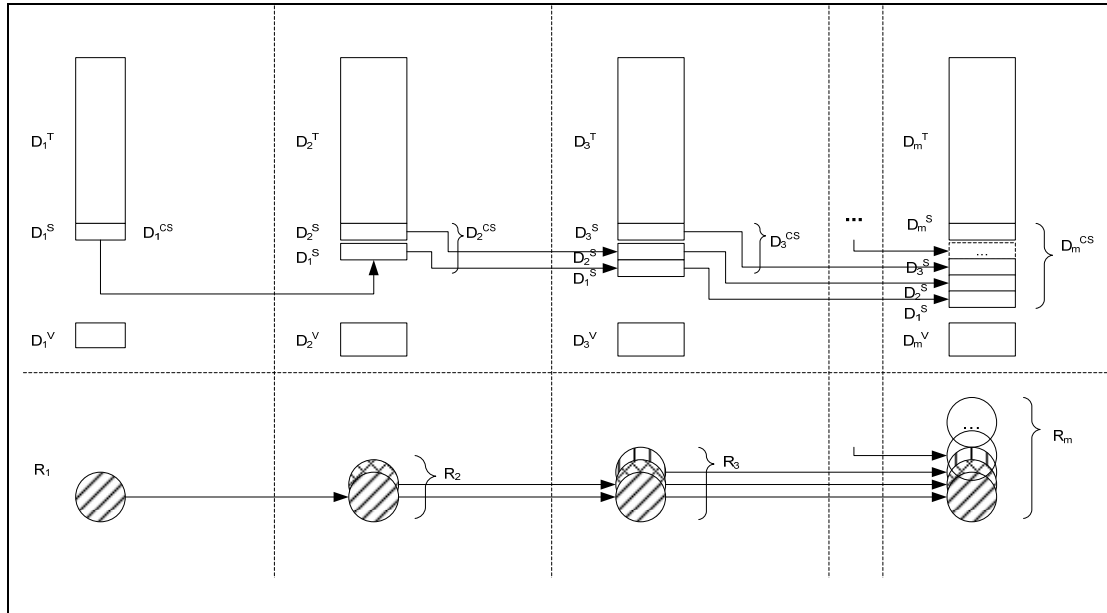 D₁ᵀ
D₁ˢ
D₁ᶜˢ
D₁ⱽ
D₂ᵀ
D₂ˢ
D₁ˢ
D₂ᶜˢ
D₂ⱽ
D₃ᵀ
D₃ˢ
D₂ˢ
D₁ˢ
D₃ᶜˢ
D₃ⱽ
...
Dₘᵀ
Dₘˢ
...
D₃ˢ
D₂ˢ
D₁ˢ
Dₘᶜˢ
Dₘⱽ
R₁
R₂
R₃
...
Rₘ